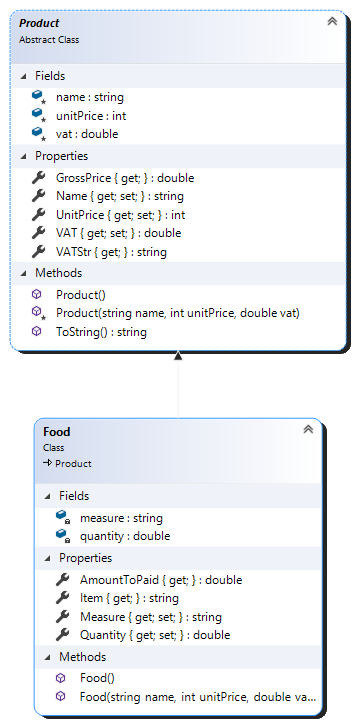 Product
Abstract Class
Fields
name : string
unitPrice : int
vat : double
Properties
GrossPrice { get; } : double
Name { get; set; } : string
UnitPrice { get; set; } : int
VAT { get; set; } : double
VATStr { get; } : string
Methods
Product()
Product(string name, int unitPrice, double vat)
ToString() : string
Food
Class
Product
Fields
measure : string
quantity : double
Properties
AmountToPaid { get; } : double
Item { get; } : string
Measure { get; set; } : string
Quantity { get; set; } : double
Methods
Food()
Food(string name, int unitPrice, double va...